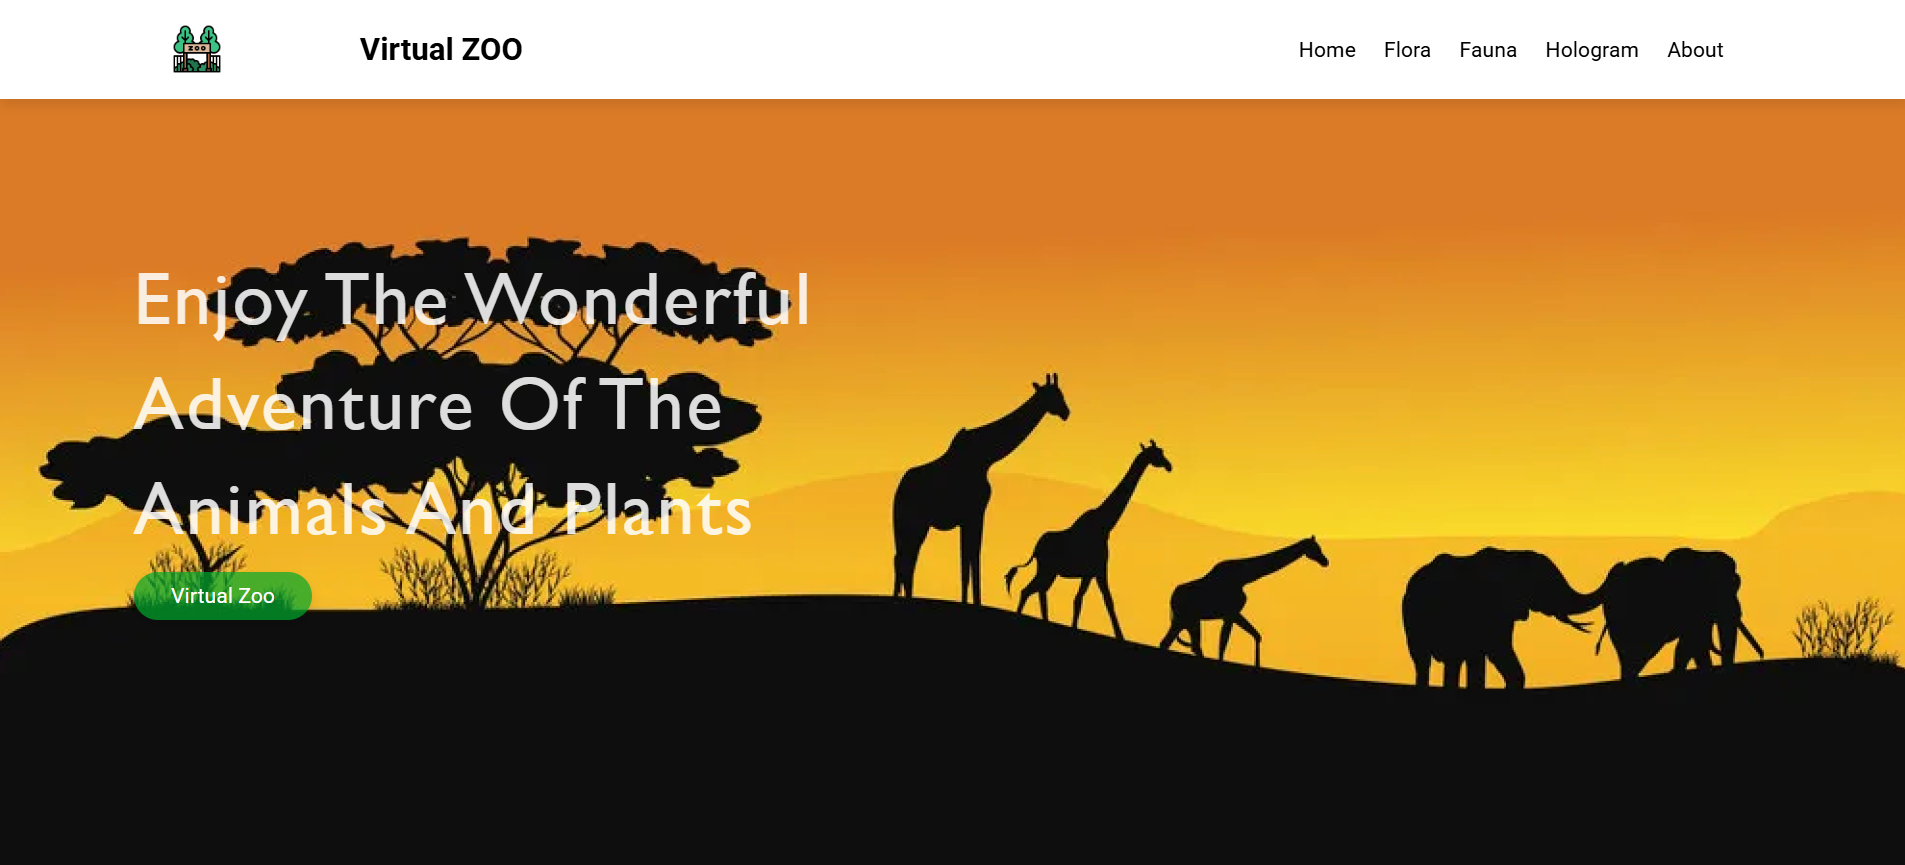 ZOO
Virtual ZOO
Home
Flora
Fauna
Hologram
About
Enjoy The Wonderful
Adventure Of The
Animals And Plants
Virtual Zoo